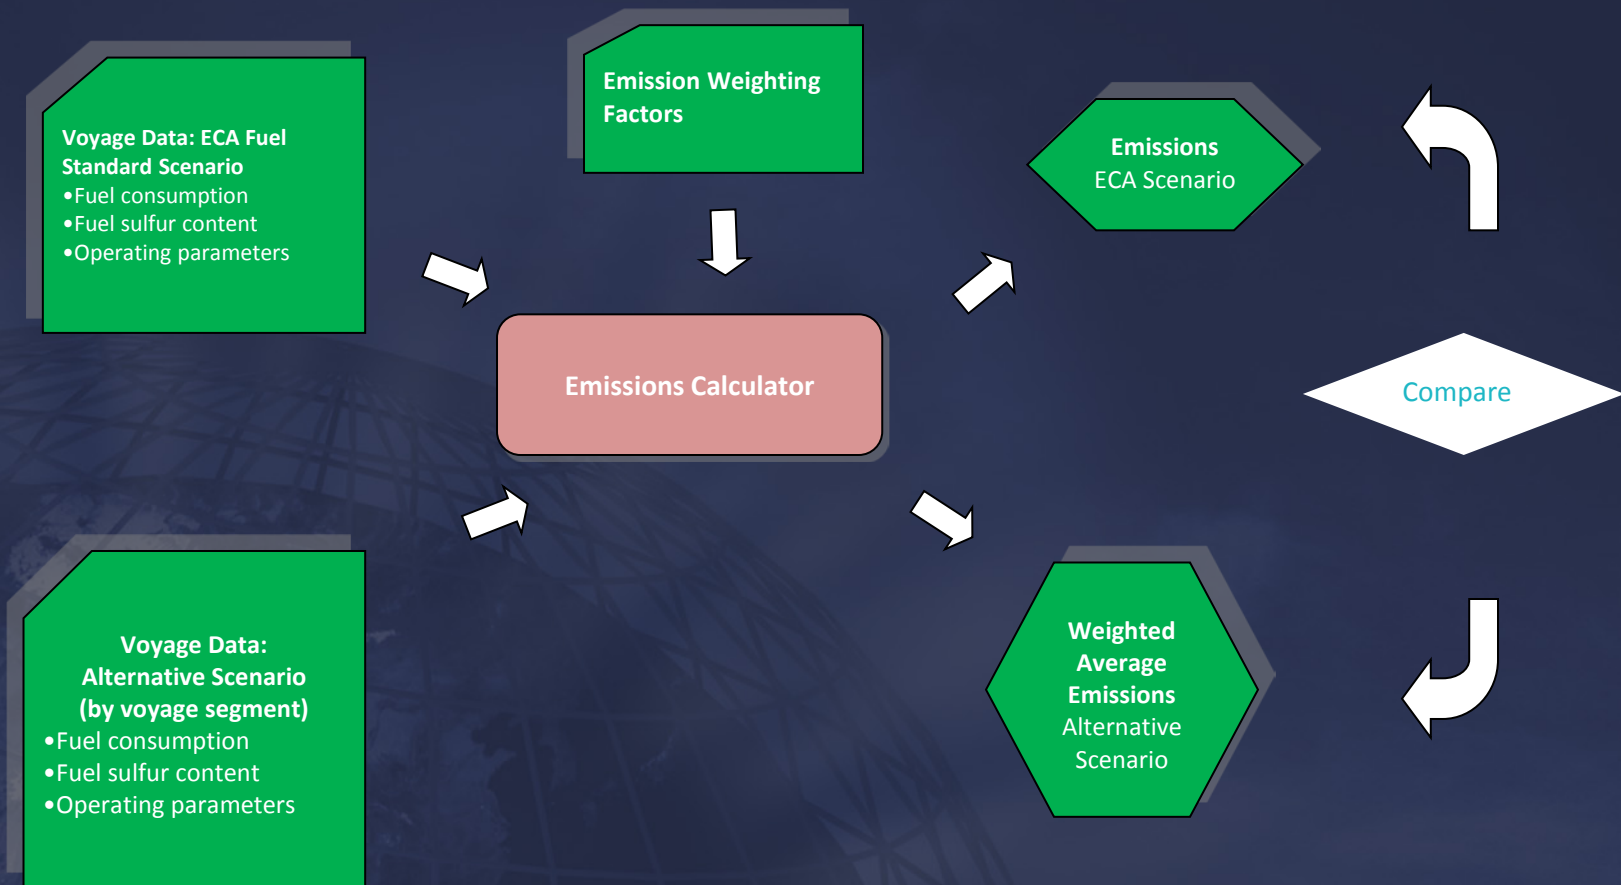 Voyage Data: ECA Fuel
Standard Scenario
•Fuel consumption
•Fuel sulfur content
•Operating parameters
Emission Weighting
Factors
Emissions
ECA Scenario
Emissions Calculator
Compare
Voyage Data:
Alternative Scenario
(by voyage segment)
•Fuel consumption
•Fuel sulfur content
•Operating parameters
Weighted
Average
Emissions
Alternative
Scenario